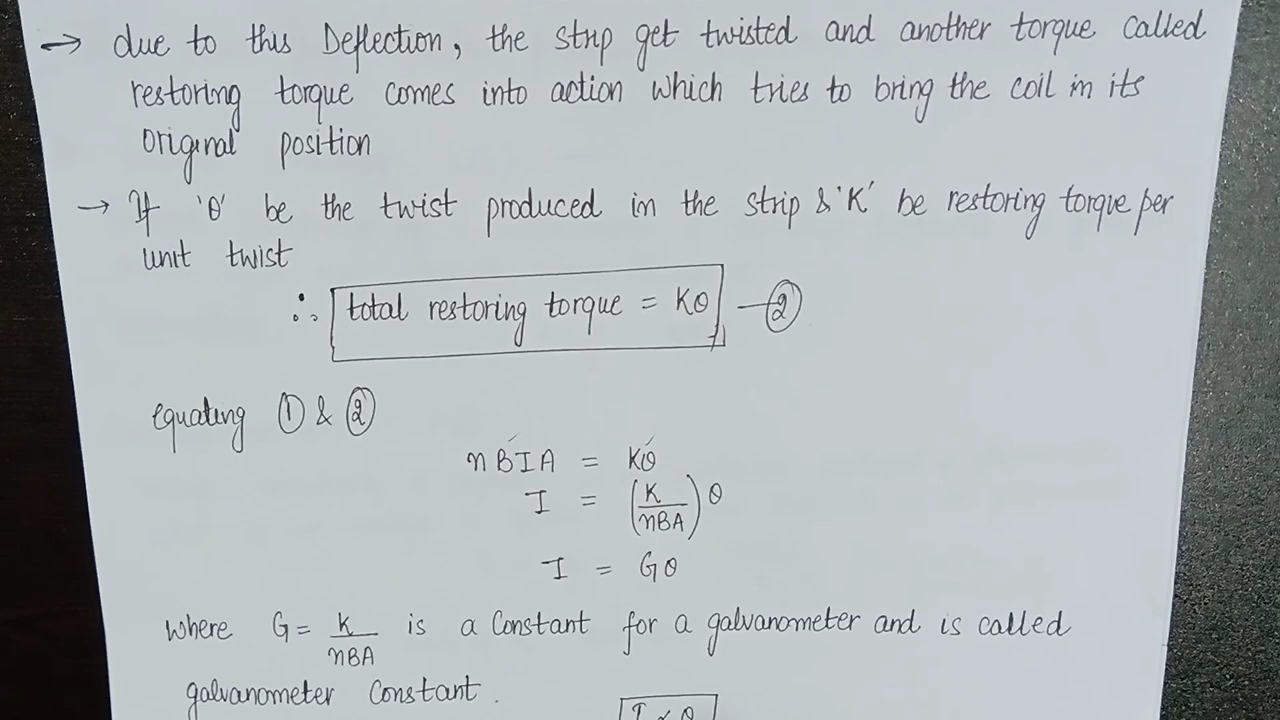 → due to this Deflection, the strip get twisted and another torque called
restoring torque comes into action which tries to bring the coil in its
original position
→ If 'θ' be the twist produced in the strip & 'K' be restoring torque per
unit twist
∴ total restoring torque = Kθ — ②
equating ① & ②
nBIA = Kθ
I = (K/nBA) θ
I = Gθ
where G = K/nBA is a Constant for a galvanometer and is called
galvanometer Constant.
I ∝ θ